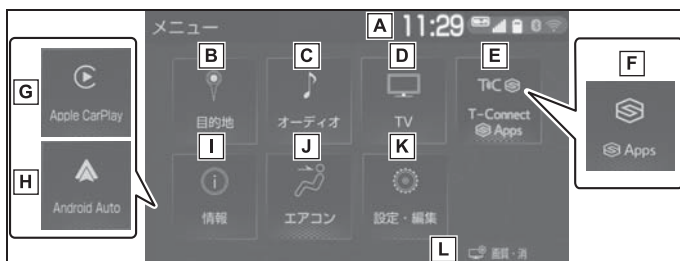 メニュー A 11:29
B C D E F
G Apple CarPlay
目的地 オーディオ TV T-Connect Apps Apps
H Android Auto
I J K
情報 エアコン 設定・編集
L 画質・消